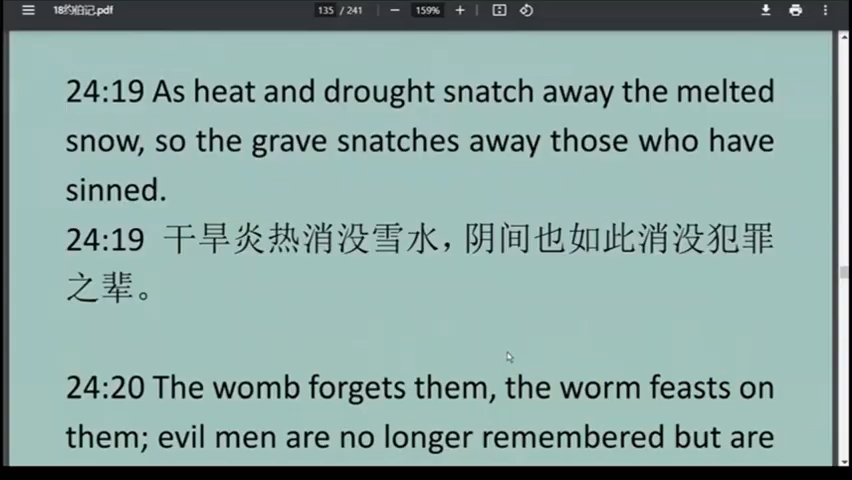 18约伯记.pdf
135 / 241
159%
24:19 As heat and drought snatch away the melted
snow, so the grave snatches away those who have
sinned.
24:19 干旱炎热消没雪水，阴间也如此消没犯罪
之辈。
24:20 The womb forgets them, the worm feasts on
them; evil men are no longer remembered but are